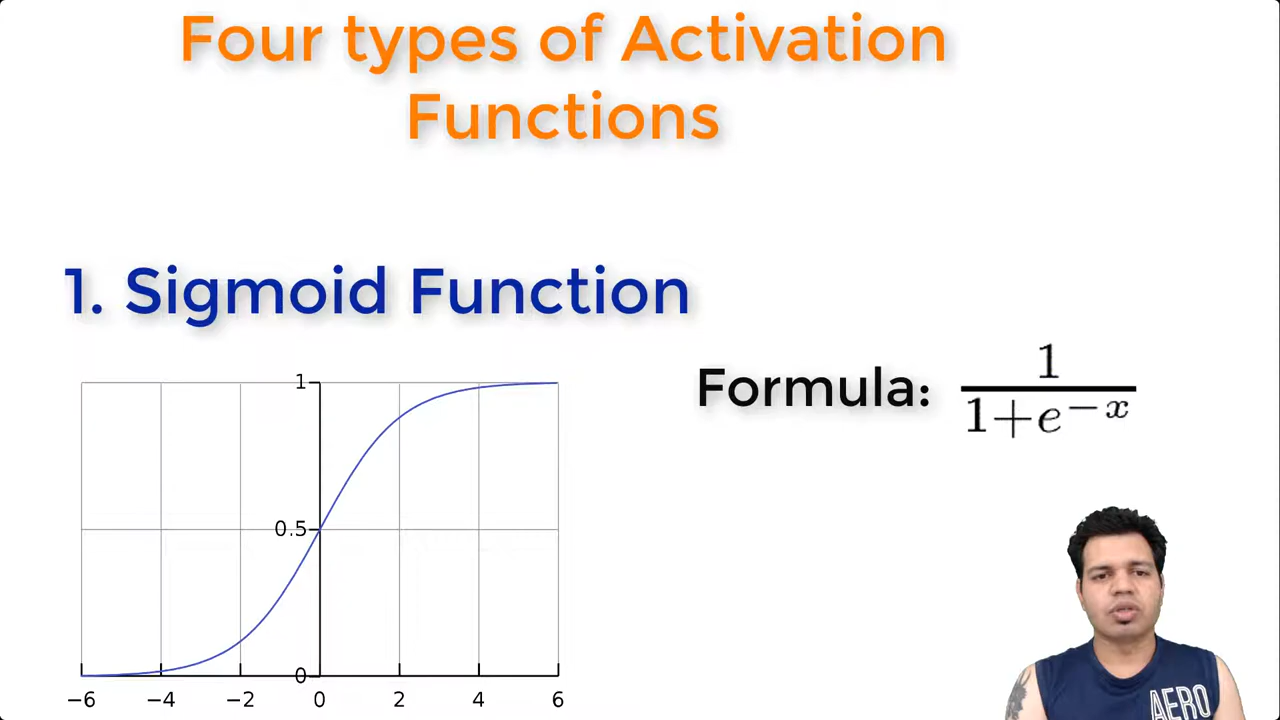 Four types of Activation
Functions
1. Sigmoid Function
Formula: 1
1+e^{-x}
1
0.5
0
−6 −4 −2 0 2 4 6
AERO